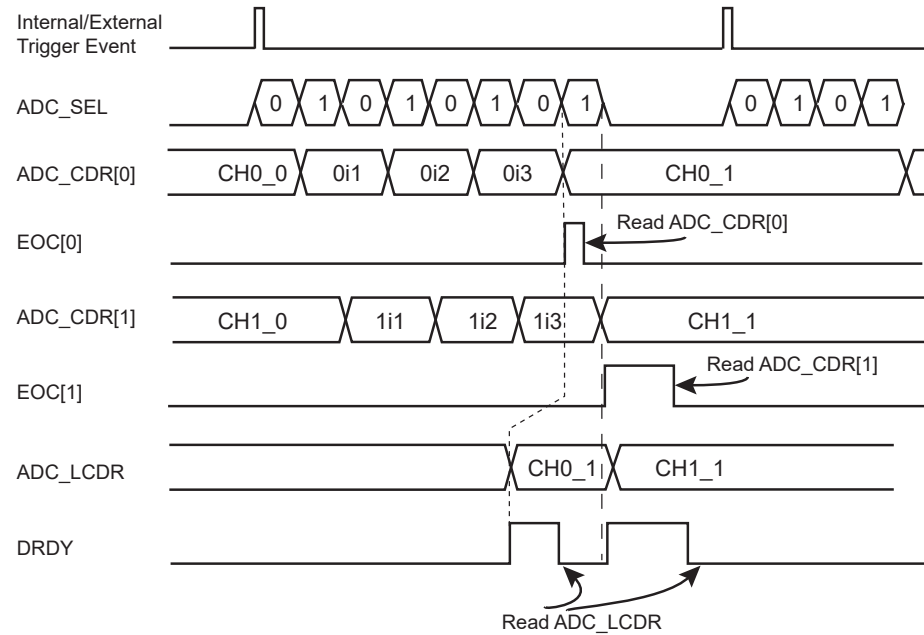 Internal/External
Trigger Event
ADC_SEL 0 1 0 1 0 1 0 1 0 1 0 1
ADC_CDR[0] CH0_0 0i1 0i2 0i3 CH0_1
Read ADC_CDR[0]
EOC[0]
ADC_CDR[1] CH1_0 1i1 1i2 1i3 CH1_1
Read ADC_CDR[1]
EOC[1]
ADC_LCDR CH0_1 CH1_1
DRDY
Read ADC_LCDR